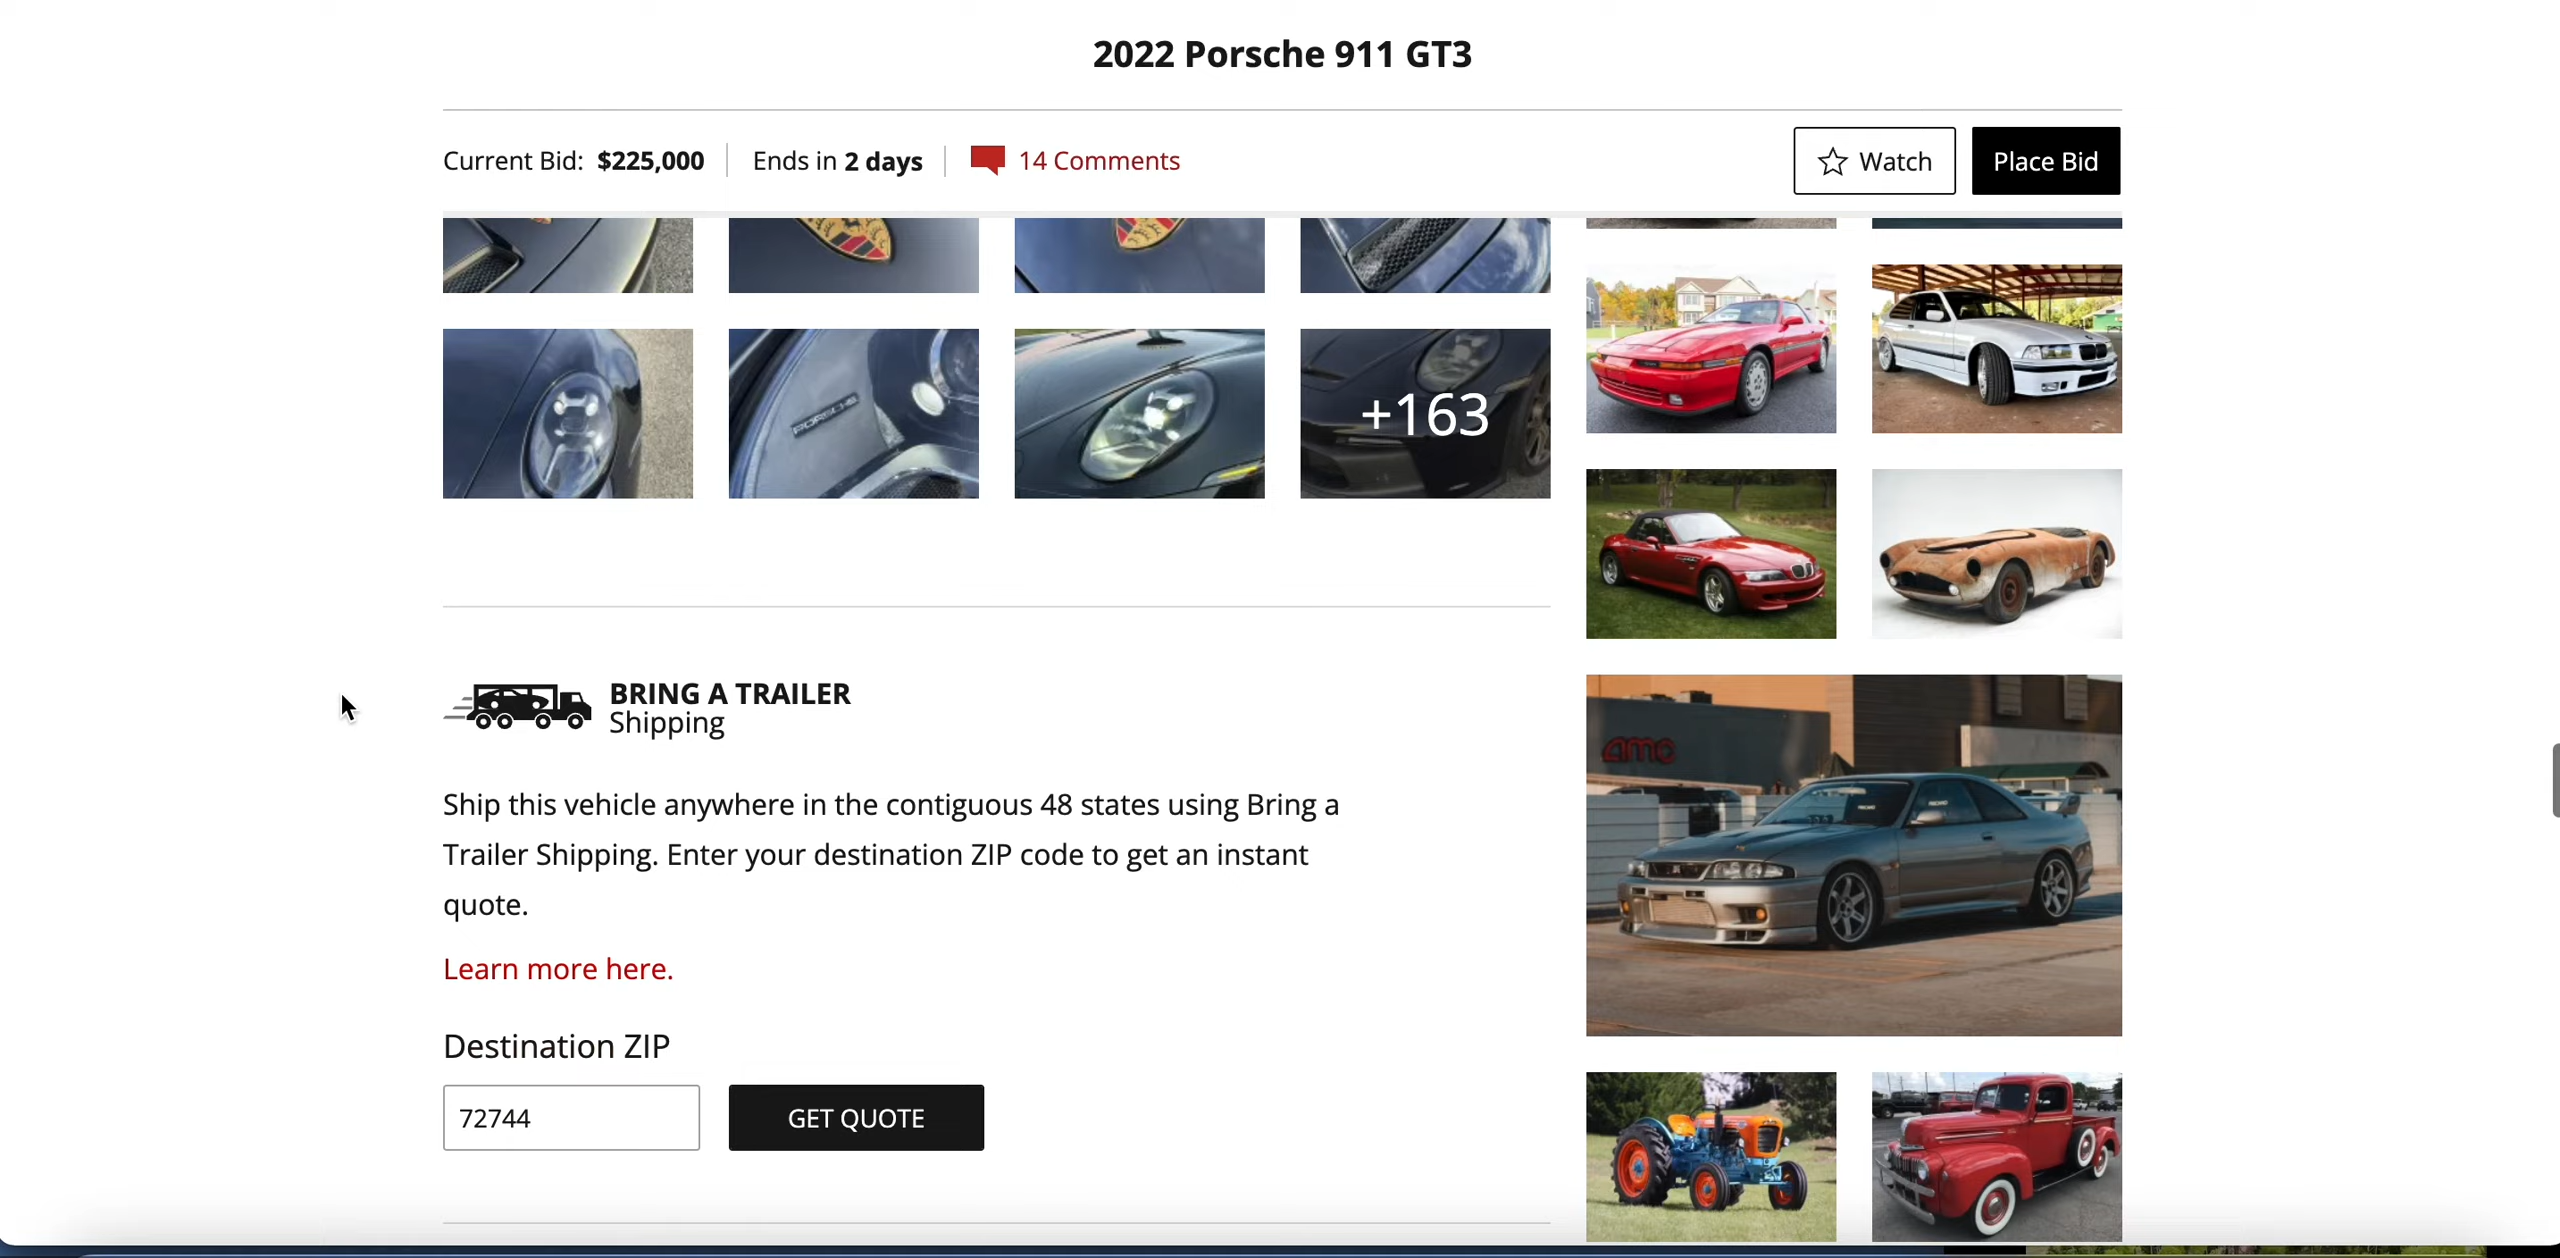 2022 Porsche 911 GT3
Current Bid: $225,000
Ends in 2 days
14 Comments
Watch
Place Bid
PORSCHE
+163
BRING A TRAILER
Shipping
Ship this vehicle anywhere in the contiguous 48 states using Bring a
Trailer Shipping. Enter your destination ZIP code to get an instant
quote.
Learn more here.
amc
Destination ZIP
72744
GET QUOTE